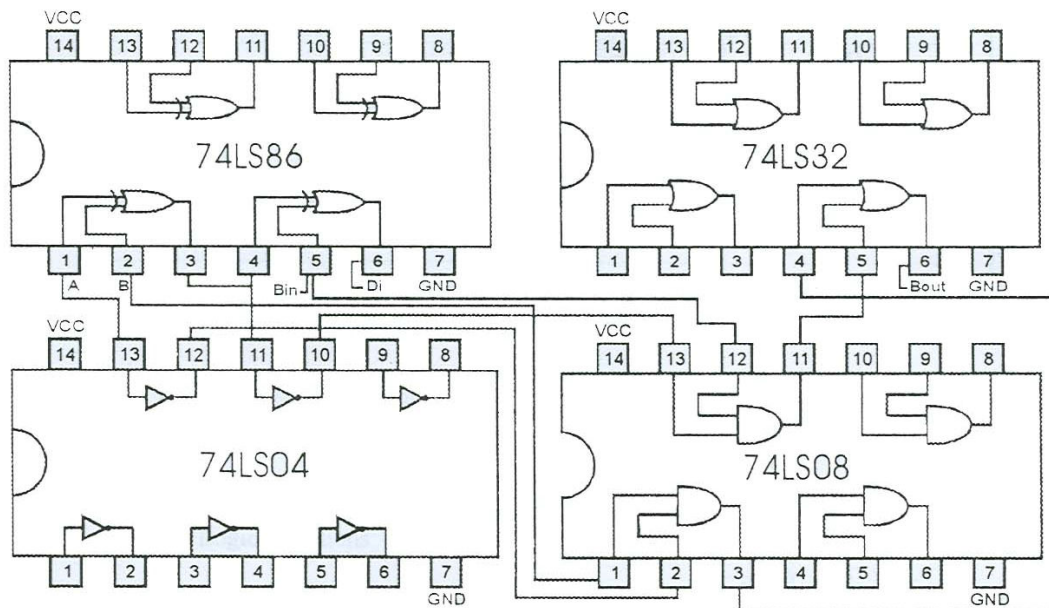 VCC VCC
14 13 12 11 10 9 8 14 13 12 11 10 9 8
74LS86 74LS32
1 2 3 4 5 6 7 1 2 3 4 5 6 7
A B Bin Di GND Bout GND
VCC VCC
14 13 12 11 10 9 8 14 13 12 11 10 9 8
74LS04 74LS08
1 2 3 4 5 6 7 1 2 3 4 5 6 7
GND GND